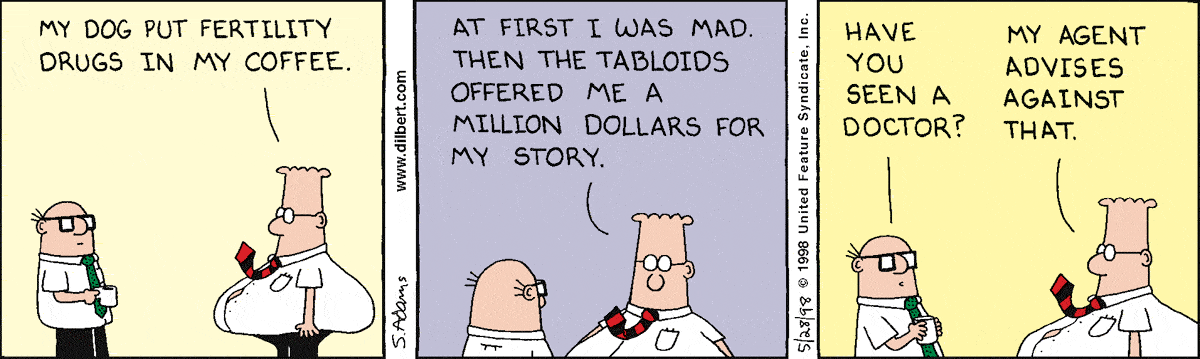 MY DOG PUT FERTILITY
DRUGS IN MY COFFEE.
S.Adams
www.dilbert.com
AT FIRST I WAS MAD.
THEN THE TABLOIDS
OFFERED ME A
MILLION DOLLARS FOR
MY STORY.
5/28/98 © 1998 United Feature Syndicate, Inc.
HAVE
YOU
SEEN A
DOCTOR?
MY AGENT
ADVISES
AGAINST
THAT.